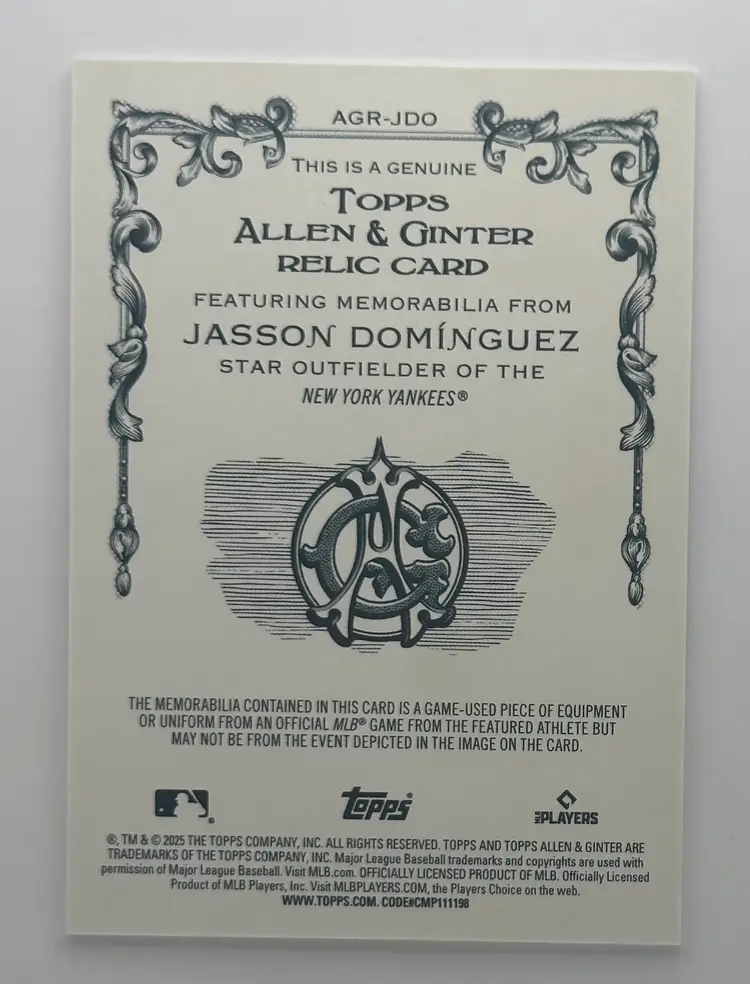 AGR-JDO
THIS IS A GENUINE
TOPPS
ALLEN & GINTER
RELIC CARD
FEATURING MEMORABILIA FROM
JASSON DOMÍNGUEZ
STAR OUTFIELDER OF THE
NEW YORK YANKEES®
THE MEMORABILIA CONTAINED IN THIS CARD IS A GAME-USED PIECE OF EQUIPMENT
OR UNIFORM FROM AN OFFICIAL MLB® GAME FROM THE FEATURED ATHLETE BUT
MAY NOT BE FROM THE EVENT DEPICTED IN THE IMAGE ON THE CARD.
Topps® MLB PLAYERS
®, TM & © 2025 THE TOPPS COMPANY, INC. ALL RIGHTS RESERVED. TOPPS AND TOPPS ALLEN & GINTER ARE
TRADEMARKS OF THE TOPPS COMPANY, INC. Major League Baseball trademarks and copyrights are used with
permission of Major League Baseball. Visit MLB.com. OFFICIALLY LICENSED PRODUCT OF MLB. Officially Licensed
Product of MLB Players, Inc. Visit MLBPLAYERS.COM, the Players Choice on the web.
WWW.TOPPS.COM. CODE#CMP111198